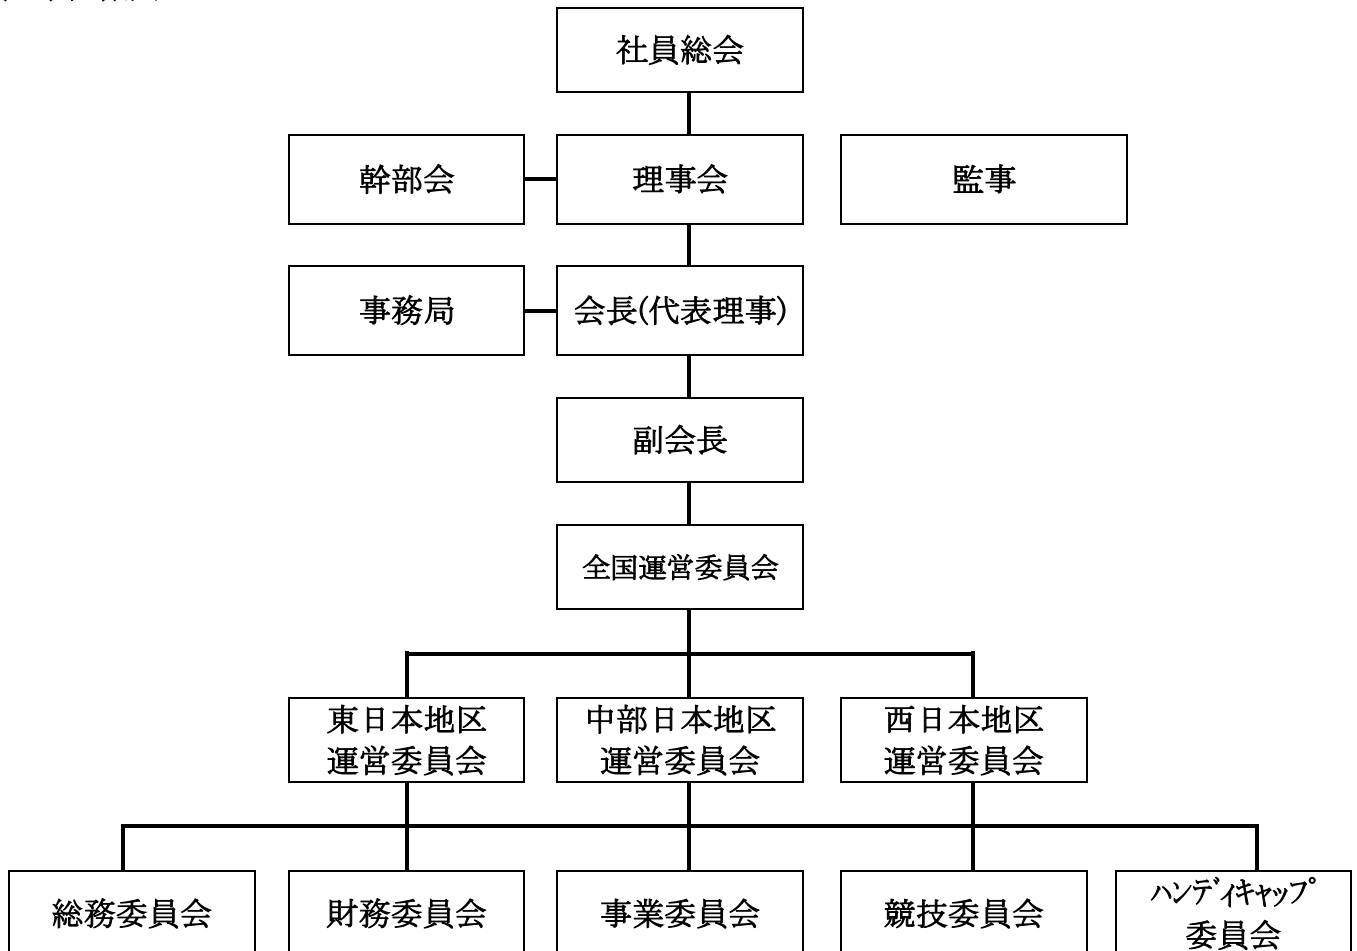 社員総会
幹部会
理事会
監事
事務局
会長(代表理事)
副会長
全国運営委員会
東日本地区
運営委員会
中部日本地区
運営委員会
西日本地区
運営委員会
総務委員会
財務委員会
事業委員会
競技委員会
ﾊﾝﾃﾞｨｷｬｯﾌﾟ
委員会